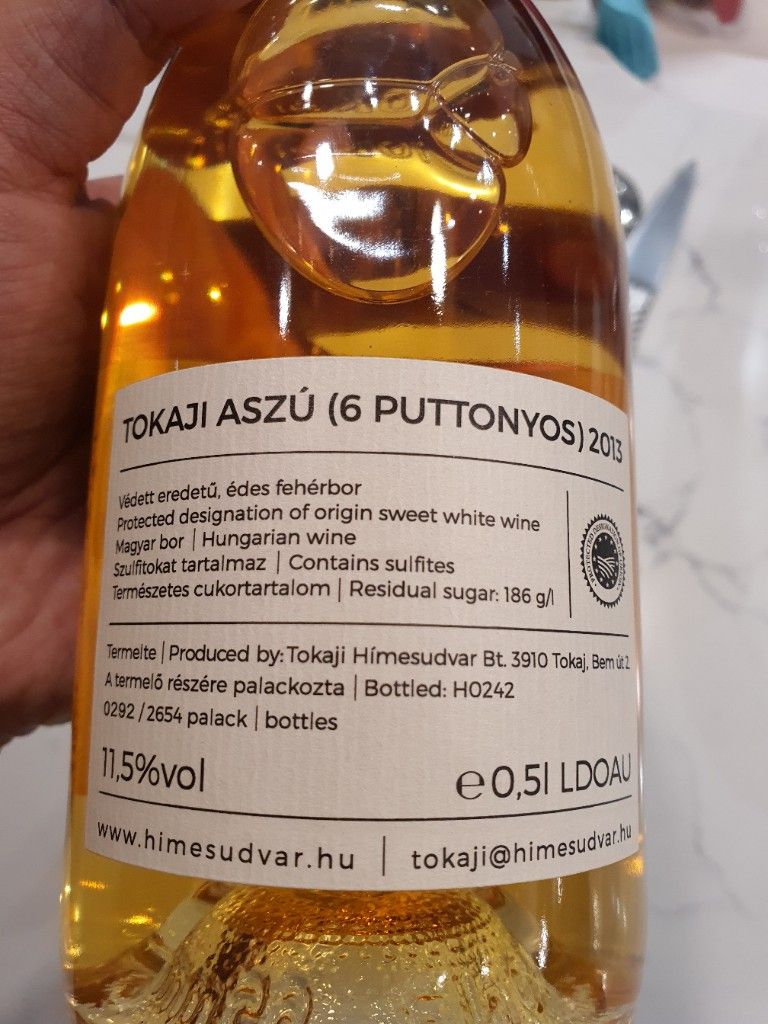 TOKAJI ASZÚ (6 PUTTONYOS) 2013
Védett eredetű, édes fehérbor
Protected designation of origin sweet white wine
Magyar bor | Hungarian wine
Szulfitokat tartalmaz | Contains sulfites
Természetes cukortartalom | Residual sugar: 186 g/l
Termelte | Produced by: Tokaji Hímesudvar Bt. 3910 Tokaj, Bem út 2
A termelő részére palackozta | Bottled: H0242
0292 / 2654 palack | bottles
11,5%vol
℮ 0,5l LDOAU
www.himesudvar.hu | tokaji@himesudvar.hu